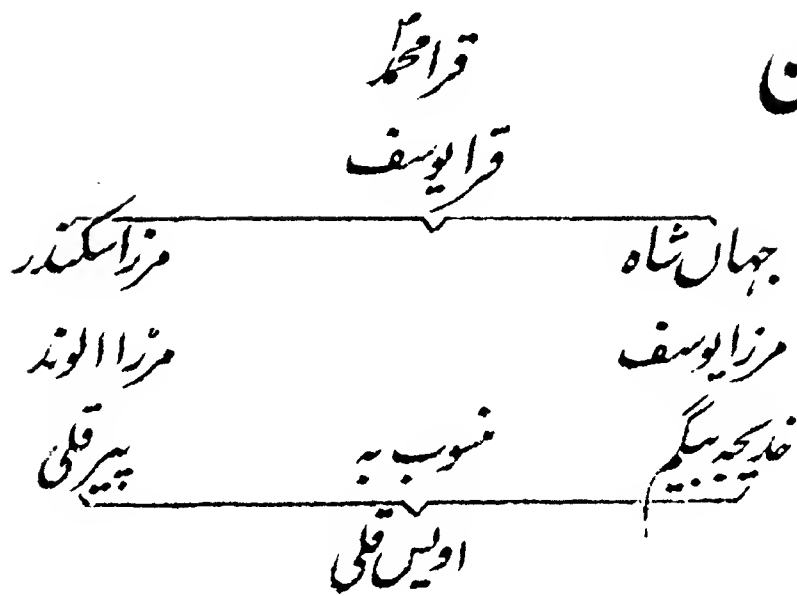 قرا محمد
قرا یوسف
جہاں شاہ مرزا سکندر
مرزا یوسف مرزا الوند
خدیجہ بیگم منسوب بہ پیر قلی
اویس قلی